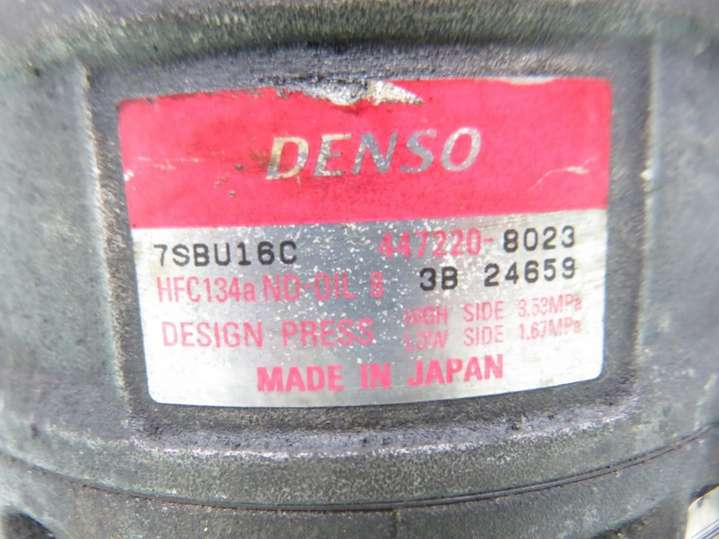 DENSO
7SBU16C 447220-8023
HFC134a ND-OIL 8 3B 24659
DESIGN PRESS HIGH SIDE 3.53MPa
LOW SIDE 1.67MPa
MADE IN JAPAN